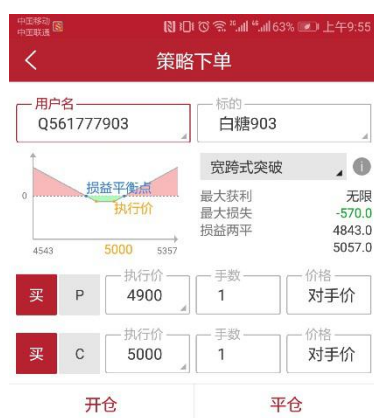 中国移动
中国联通
63% 上午9:55
策略下单
用户名
Q561777903
标的
白糖903
宽跨式突破
0
损益平衡点
执行价
4543
5000
5357
最大获利 无限
最大损失 -570.0
损益两平 4843.0
5057.0
买 P
执行价
4900
手数
1
价格
对手价
买 C
执行价
5000
手数
1
价格
对手价
开仓 平仓